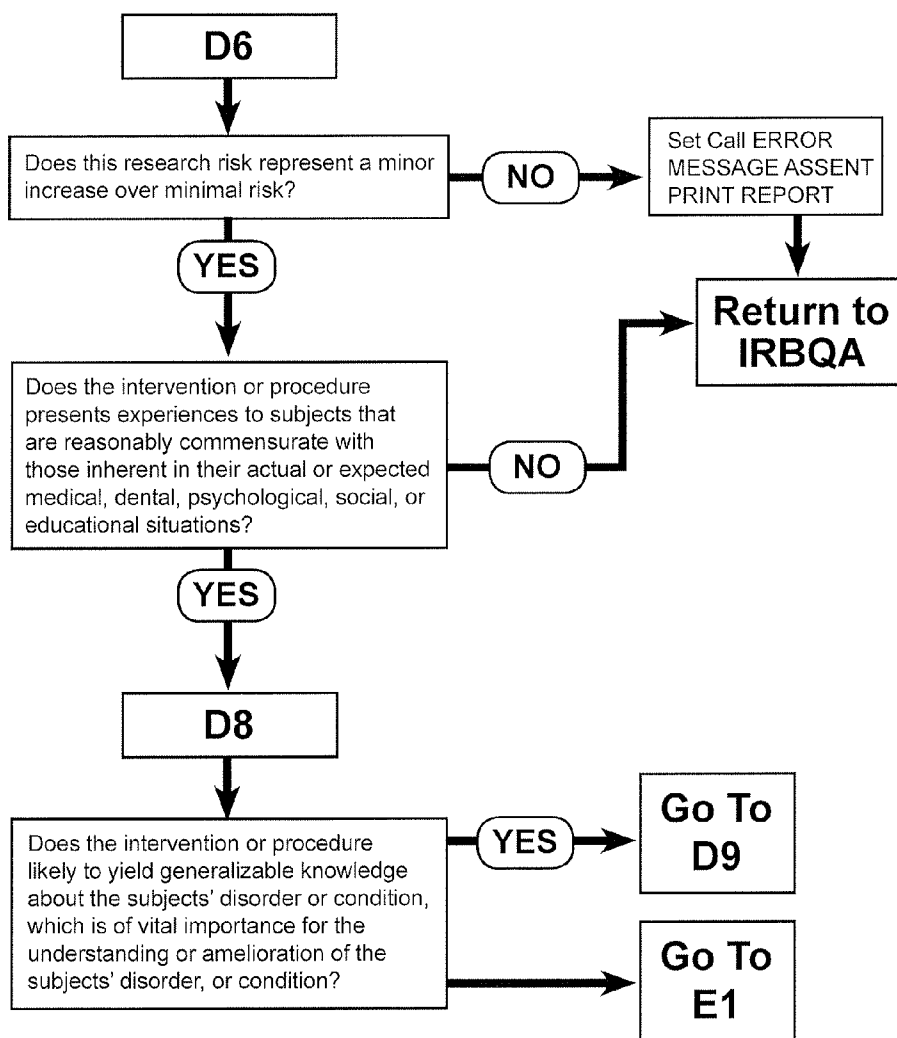 D6
Does this research risk represent a minor
increase over minimal risk?
NO
Set Call ERROR
MESSAGE ASSENT
PRINT REPORT
YES
Return to
IRBQA
Does the intervention or procedure
presents experiences to subjects that
are reasonably commensurate with
those inherent in their actual or expected
medical, dental, psychological, social, or
educational situations?
NO
YES
D8
Does the intervention or procedure
likely to yield generalizable knowledge
about the subjects' disorder or condition,
which is of vital importance for the
understanding or amelioration of the
subjects' disorder, or condition?
YES
Go To
D9
Go To
E1